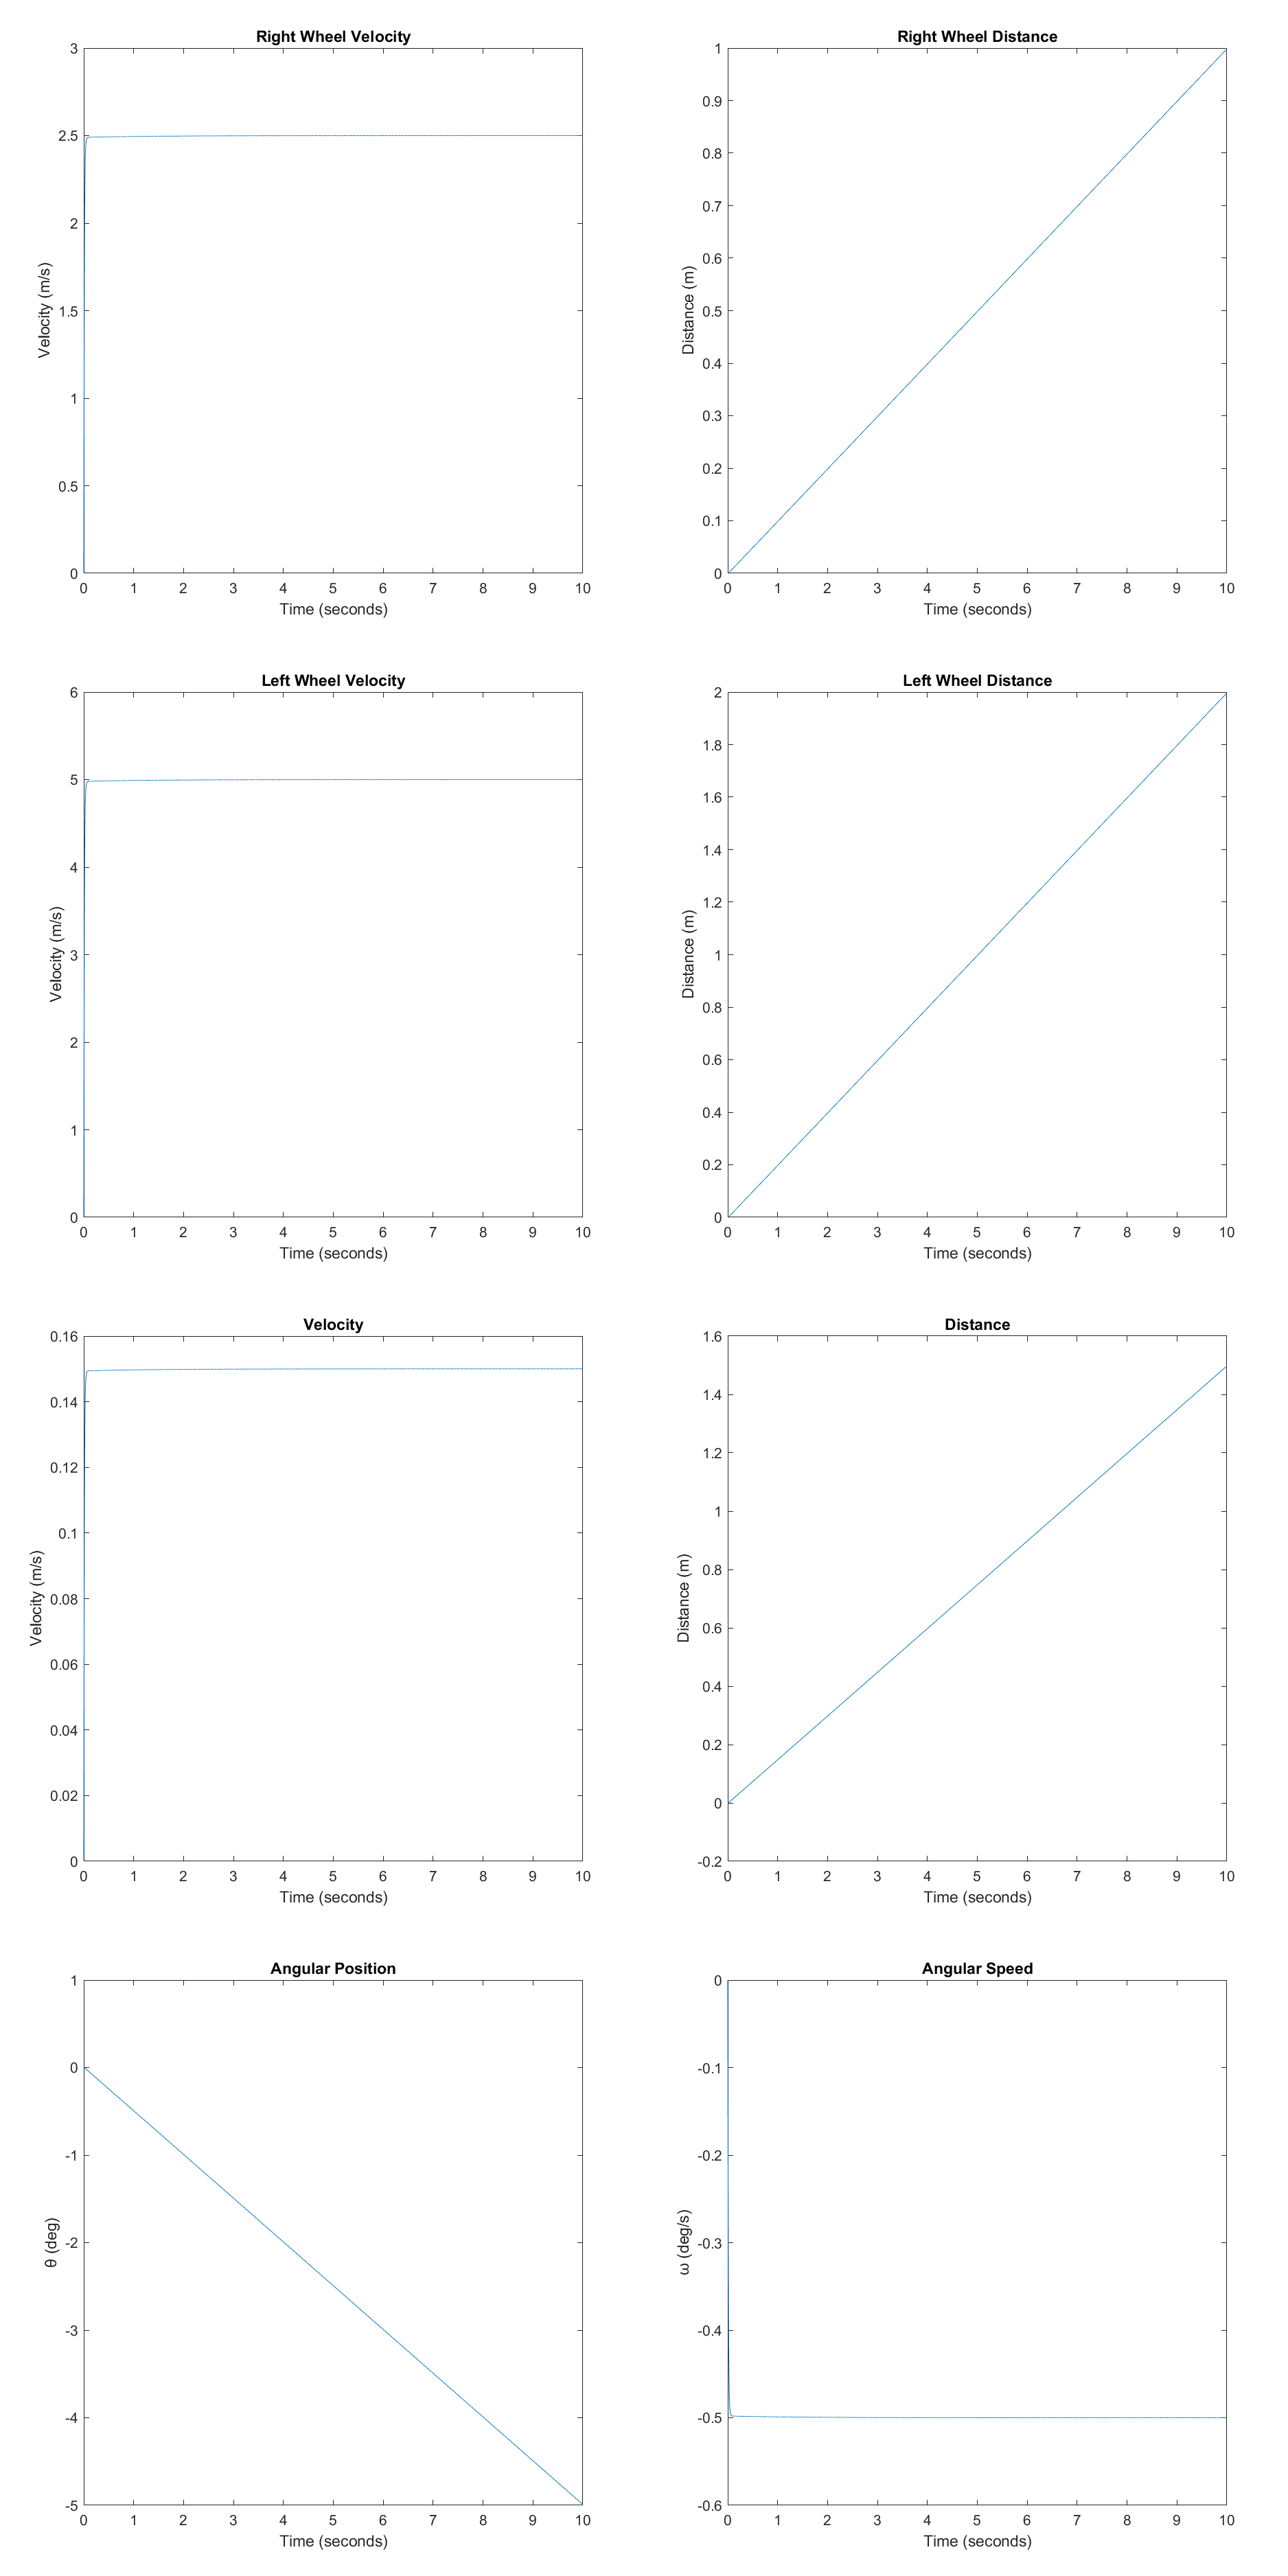 Right Wheel Velocity
3
2.5
2
1.5
1
0.5
0
Velocity (m/s)
0 1 2 3 4 5 6 7 8 9 10
Time (seconds)
Right Wheel Distance
1
0.9
0.8
0.7
0.6
0.5
0.4
0.3
0.2
0.1
0
Distance (m)
0 1 2 3 4 5 6 7 8 9 10
Time (seconds)
Left Wheel Velocity
6
5
4
3
2
1
0
Velocity (m/s)
0 1 2 3 4 5 6 7 8 9 10
Time (seconds)
Left Wheel Distance
2
1.8
1.6
1.4
1.2
1
0.8
0.6
0.4
0.2
0
Distance (m)
0 1 2 3 4 5 6 7 8 9 10
Time (seconds)
Velocity
0.16
0.14
0.12
0.1
0.08
0.06
0.04
0.02
0
Velocity (m/s)
0 1 2 3 4 5 6 7 8 9 10
Time (seconds)
Distance
1.6
1.4
1.2
1
0.8
0.6
0.4
0.2
0
-0.2
Distance (m)
0 1 2 3 4 5 6 7 8 9 10
Time (seconds)
Angular Position
1
0
-1
-2
-3
-4
-5
θ (deg)
0 1 2 3 4 5 6 7 8 9 10
Time (seconds)
Angular Speed
0
-0.1
-0.2
-0.3
-0.4
-0.5
-0.6
ω (deg/s)
0 1 2 3 4 5 6 7 8 9 10
Time (seconds)